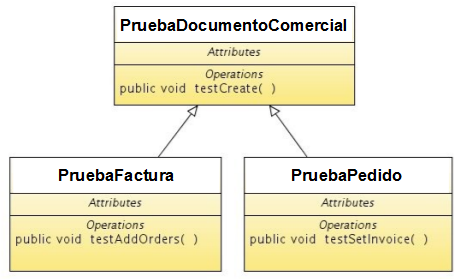 PruebaDocumentoComercial
Attributes
Operations
public void testCreate( )
PruebaFactura
Attributes
Operations
public void testAddOrders( )
PruebaPedido
Attributes
Operations
public void testSetInvoice( )